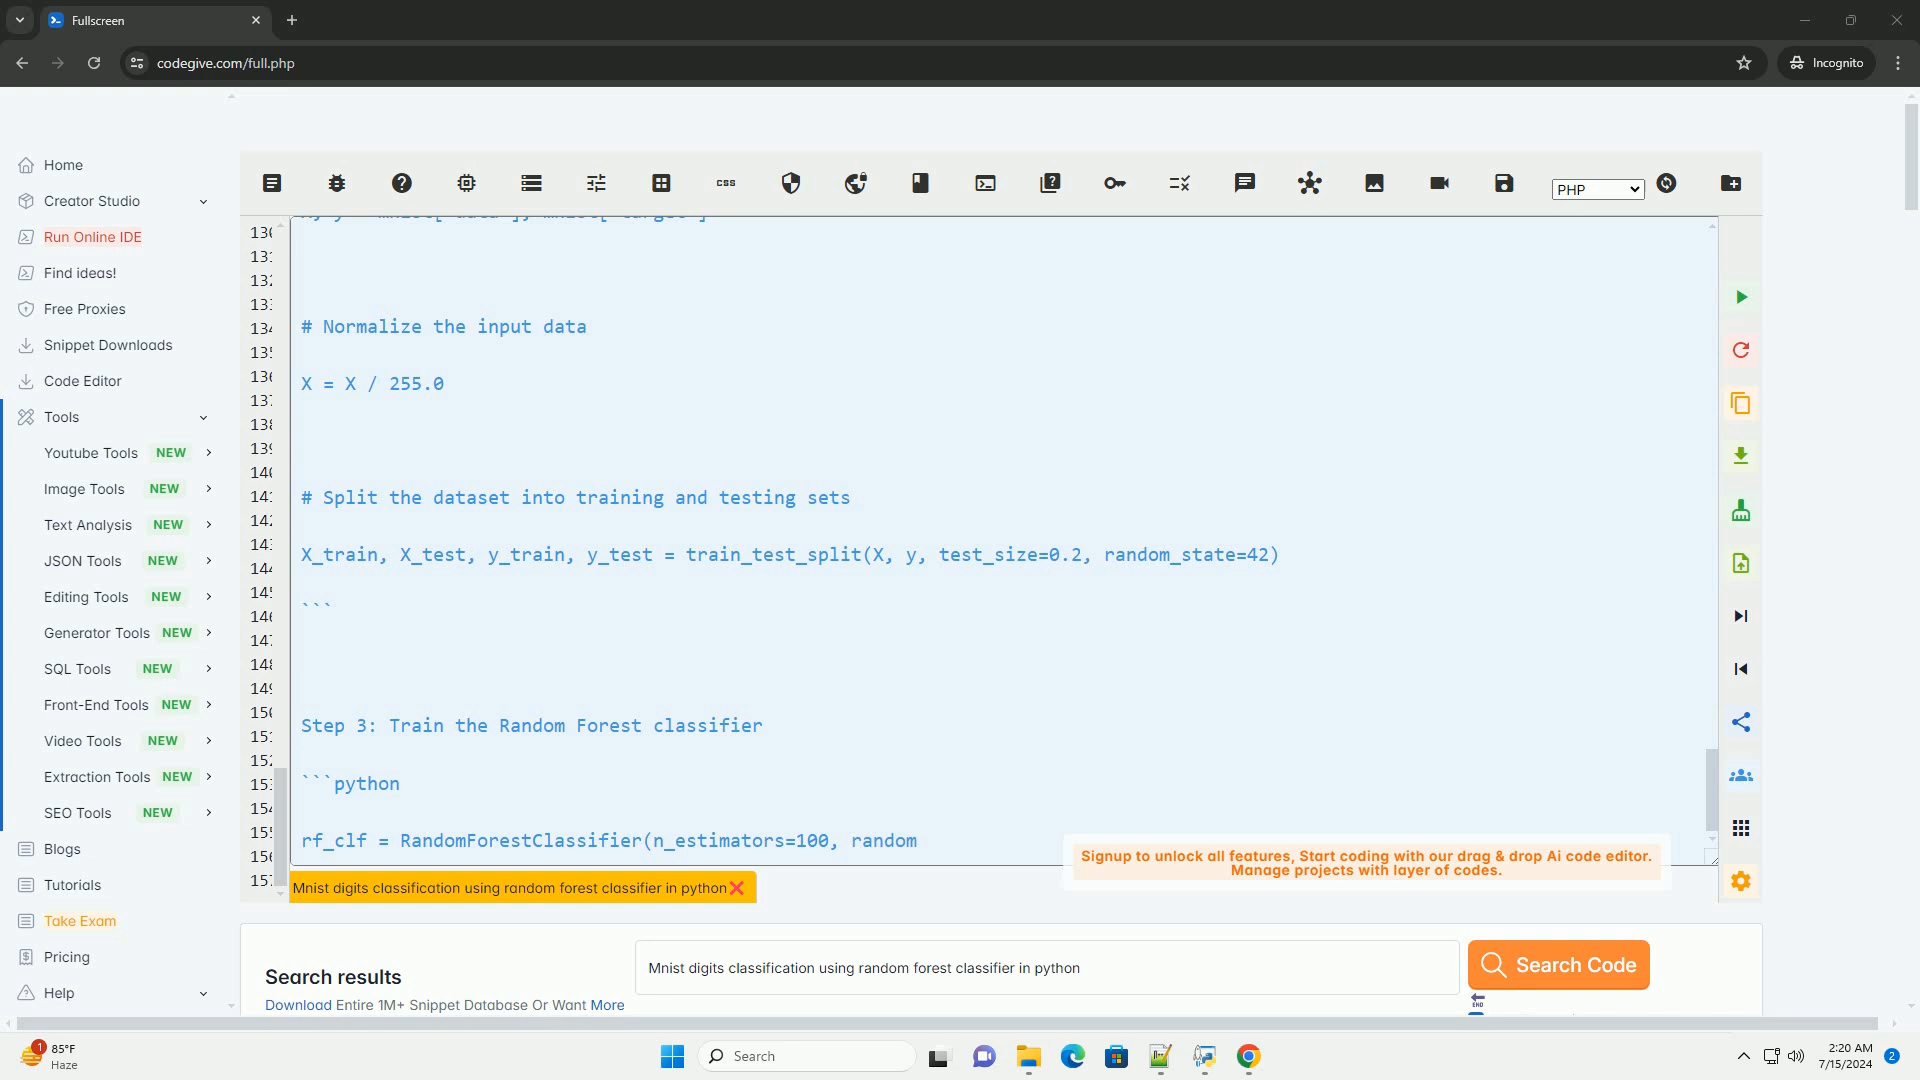 Fullscreen
codegive.com/full.php
Incognito
Home
Creator Studio
Run Online IDE
Find ideas!
Free Proxies
Snippet Downloads
Code Editor
Tools
Youtube Tools NEW
Image Tools NEW
Text Analysis NEW
JSON Tools NEW
Editing Tools NEW
Generator Tools NEW
SQL Tools NEW
Front-End Tools NEW
Video Tools NEW
Extraction Tools NEW
SEO Tools NEW
Blogs
Tutorials
Take Exam
Pricing
Help
css
PHP
# Normalize the input data
X = X / 255.0
# Split the dataset into training and testing sets
X_train, X_test, y_train, y_test = train_test_split(X, y, test_size=0.2, random_state=42)
```
Step 3: Train the Random Forest classifier
```python
rf_clf = RandomForestClassifier(n_estimators=100, random
Signup to unlock all features, Start coding with our drag & drop Ai code editor.
Manage projects with layer of codes.
Mnist digits classification using random forest classifier in python
Search results
Download Entire 1M+ Snippet Database Or Want More
Mnist digits classification using random forest classifier in python
Search Code
END
1
85°F
Haze
Search
2:20 AM
7/15/2024
2